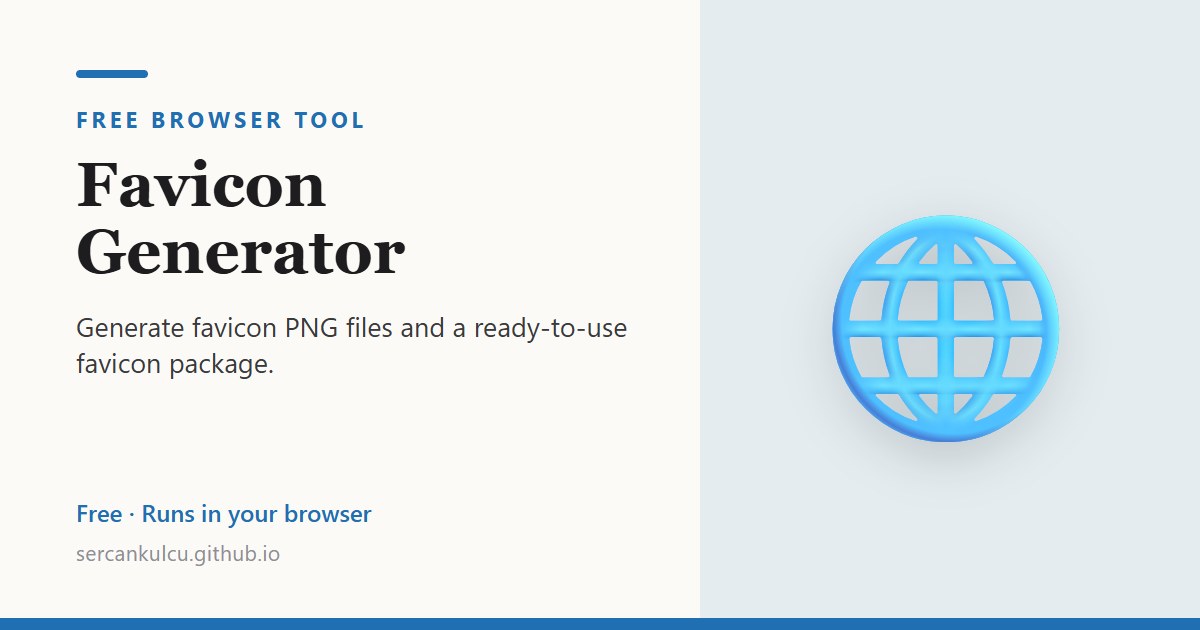 FREE BROWSER TOOL
Favicon
Generator
Generate favicon PNG files and a ready-to-use
favicon package.
Free · Runs in your browser
sercankulcu.github.io